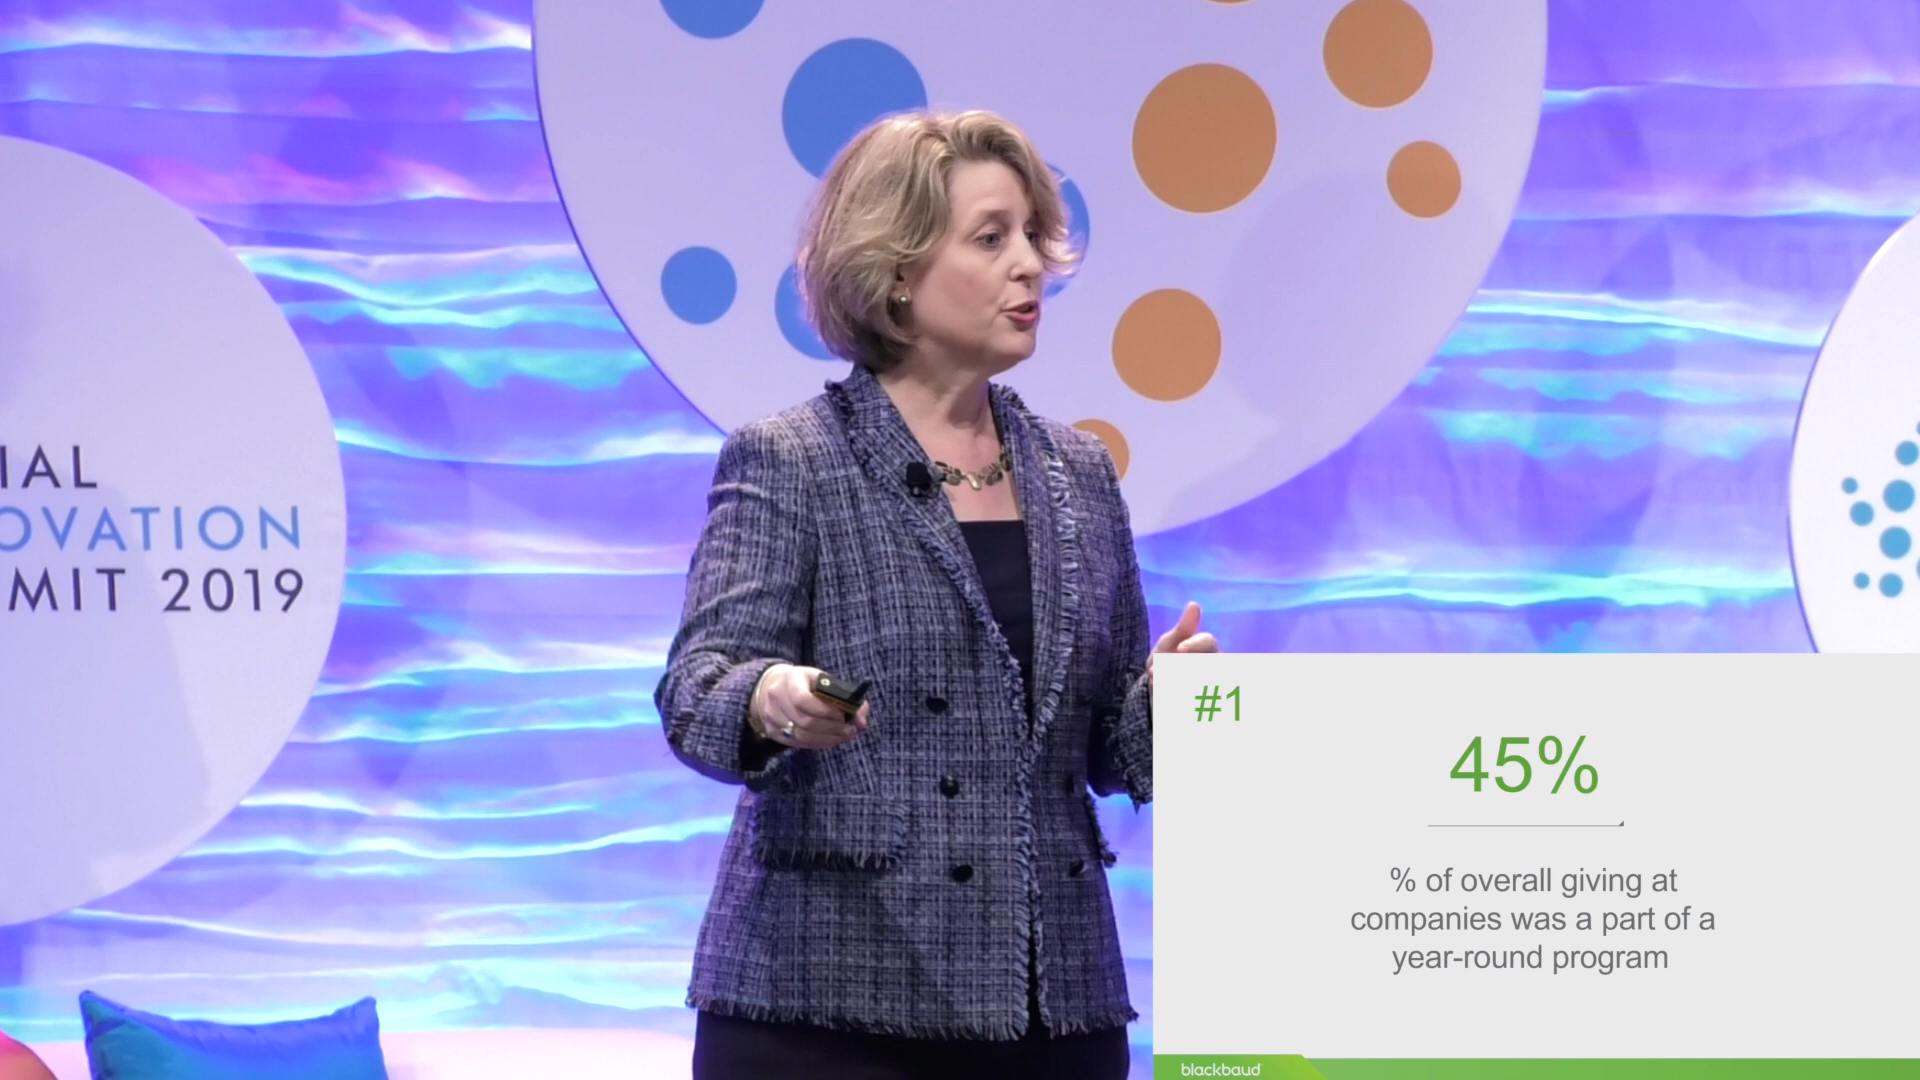 IAL
OVATION
MIT 2019
#1
45%
% of overall giving at
companies was a part of a
year-round program
blackbaud